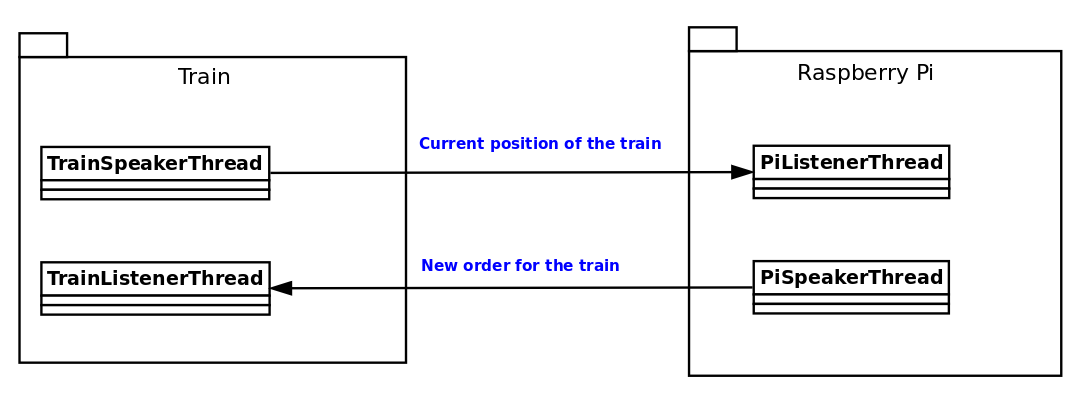 Train
Raspberry Pi
TrainSpeakerThread
Current position of the train
PiListenerThread
TrainListenerThread
New order for the train
PiSpeakerThread